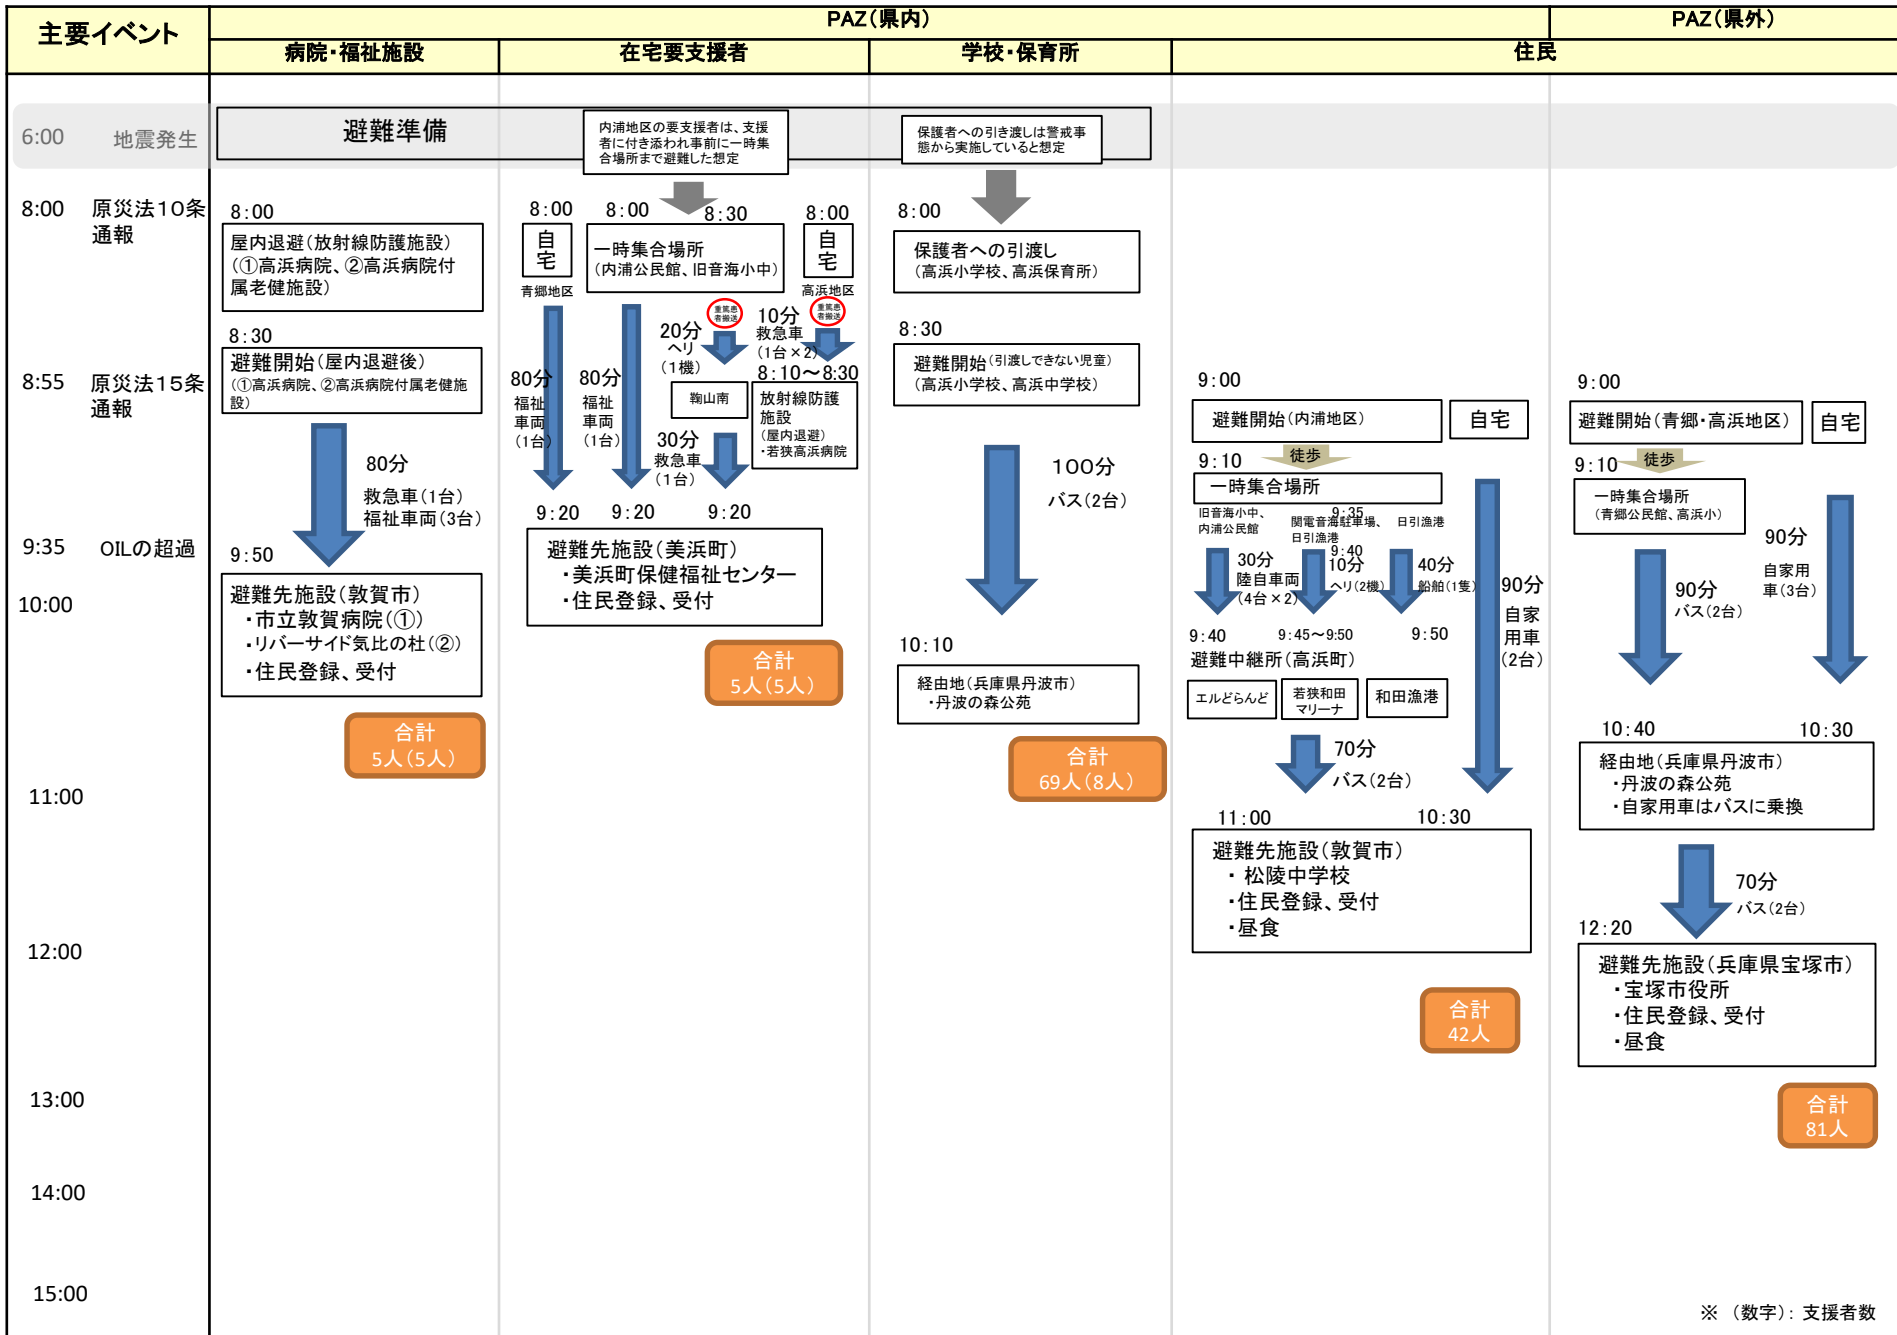 主要イベント
PAZ(県内)
PAZ(県外)
病院・福祉施設
在宅要支援者
学校・保育所
住民
6:00 地震発生
避難準備
内浦地区の要支援者は、支援
者に付き添われ事前に一時集
合場所まで避難した想定
保護者への引き渡しは警戒事
態から実施していると想定
8:00 原災法10条
通報
8:55 原災法15条
通報
9:35 OILの超過
10:00
11:00
12:00
13:00
14:00
15:00
8:00
屋内退避(放射線防護施設)
(①高浜病院、②高浜病院付
属老健施設)
8:30
避難開始(屋内退避後)
(①高浜病院、②高浜病院付属老健施
設)
80分
救急車(1台)
福祉車両(3台)
9:50
避難先施設(敦賀市)
・市立敦賀病院(①)
・リバーサイド気比の杜(②)
・住民登録、受付
合計
5人(5人)
8:00
自
宅
青郷地区
80分
福祉
車両
(1台)
8:00
8:30
一時集合場所
(内浦公民館、旧音海小中)
80分
福祉
車両
(1台)
重篤患
者搬送
20分
ヘリ
(1機)
鞠山南
30分
救急車
(1台)
8:00
自
宅
高浜地区
重篤患
者搬送
10分
救急車
(1台×2)
8:10~8:30
放射線防護
施設
(屋内退避)
・若狭高浜病院
9:20
9:20
9:20
避難先施設(美浜町)
・美浜町保健福祉センター
・住民登録、受付
合計
5人(5人)
8:00
保護者への引渡し
(高浜小学校、高浜保育所)
8:30
避難開始(引渡しできない児童)
(高浜小学校、高浜中学校)
100分
バス(2台)
10:10
経由地(兵庫県丹波市)
・丹波の森公苑
合計
69人(8人)
9:00
避難開始(内浦地区)
自宅
徒歩
9:10
一時集合場所
旧音海小中、
内浦公民館
9:35
関電音海駐車場、
日引漁港
日引漁港
30分
陸自車両
(4台×2)
9:40
10分
ヘリ(2機)
40分
船舶(1隻)
90分
自家
用車
(2台)
9:40
9:45~9:50
9:50
避難中継所(高浜町)
エルどらんど
若狭和田
マリーナ
和田漁港
70分
バス(2台)
11:00
10:30
避難先施設(敦賀市)
・ 松陵中学校
・住民登録、受付
・昼食
合計
42人
9:00
避難開始(青郷・高浜地区)
自宅
徒歩
9:10
一時集合場所
(青郷公民館、高浜小)
90分
バス(2台)
90分
自家用
車(3台)
10:40
10:30
経由地(兵庫県丹波市)
・丹波の森公苑
・自家用車はバスに乗換
70分
バス(2台)
12:20
避難先施設(兵庫県宝塚市)
・宝塚市役所
・住民登録、受付
・昼食
合計
81人
※ (数字): 支援者数